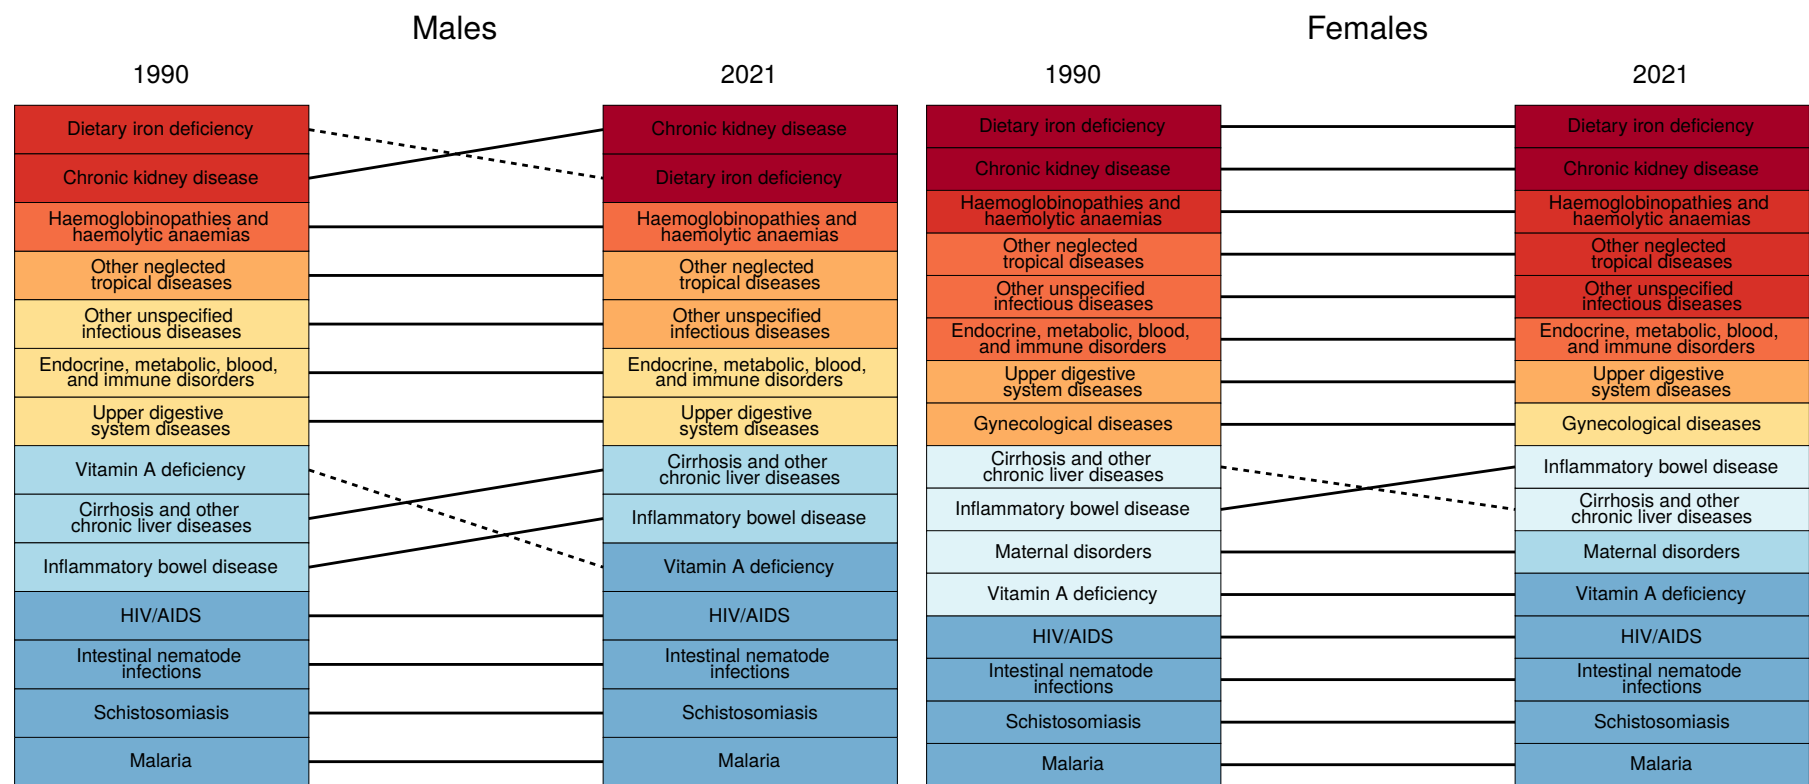 Males
1990
2021
Dietary iron deficiency
Chronic kidney disease
Haemoglobinopathies and
haemolytic anaemias
Other neglected
tropical diseases
Other unspecified
infectious diseases
Endocrine, metabolic, blood,
and immune disorders
Upper digestive
system diseases
Vitamin A deficiency
Cirrhosis and other
chronic liver diseases
Inflammatory bowel disease
HIV/AIDS
Intestinal nematode
infections
Schistosomiasis
Malaria
Chronic kidney disease
Dietary iron deficiency
Haemoglobinopathies and
haemolytic anaemias
Other neglected
tropical diseases
Other unspecified
infectious diseases
Endocrine, metabolic, blood,
and immune disorders
Upper digestive
system diseases
Cirrhosis and other
chronic liver diseases
Inflammatory bowel disease
Vitamin A deficiency
HIV/AIDS
Intestinal nematode
infections
Schistosomiasis
Malaria
Females
1990
2021
Dietary iron deficiency
Chronic kidney disease
Haemoglobinopathies and
haemolytic anaemias
Other neglected
tropical diseases
Other unspecified
infectious diseases
Endocrine, metabolic, blood,
and immune disorders
Upper digestive
system diseases
Gynecological diseases
Cirrhosis and other
chronic liver diseases
Inflammatory bowel disease
Maternal disorders
Vitamin A deficiency
HIV/AIDS
Intestinal nematode
infections
Schistosomiasis
Malaria
Dietary iron deficiency
Chronic kidney disease
Haemoglobinopathies and
haemolytic anaemias
Other neglected
tropical diseases
Other unspecified
infectious diseases
Endocrine, metabolic, blood,
and immune disorders
Upper digestive
system diseases
Gynecological diseases
Inflammatory bowel disease
Cirrhosis and other
chronic liver diseases
Maternal disorders
Vitamin A deficiency
HIV/AIDS
Intestinal nematode
infections
Schistosomiasis
Malaria